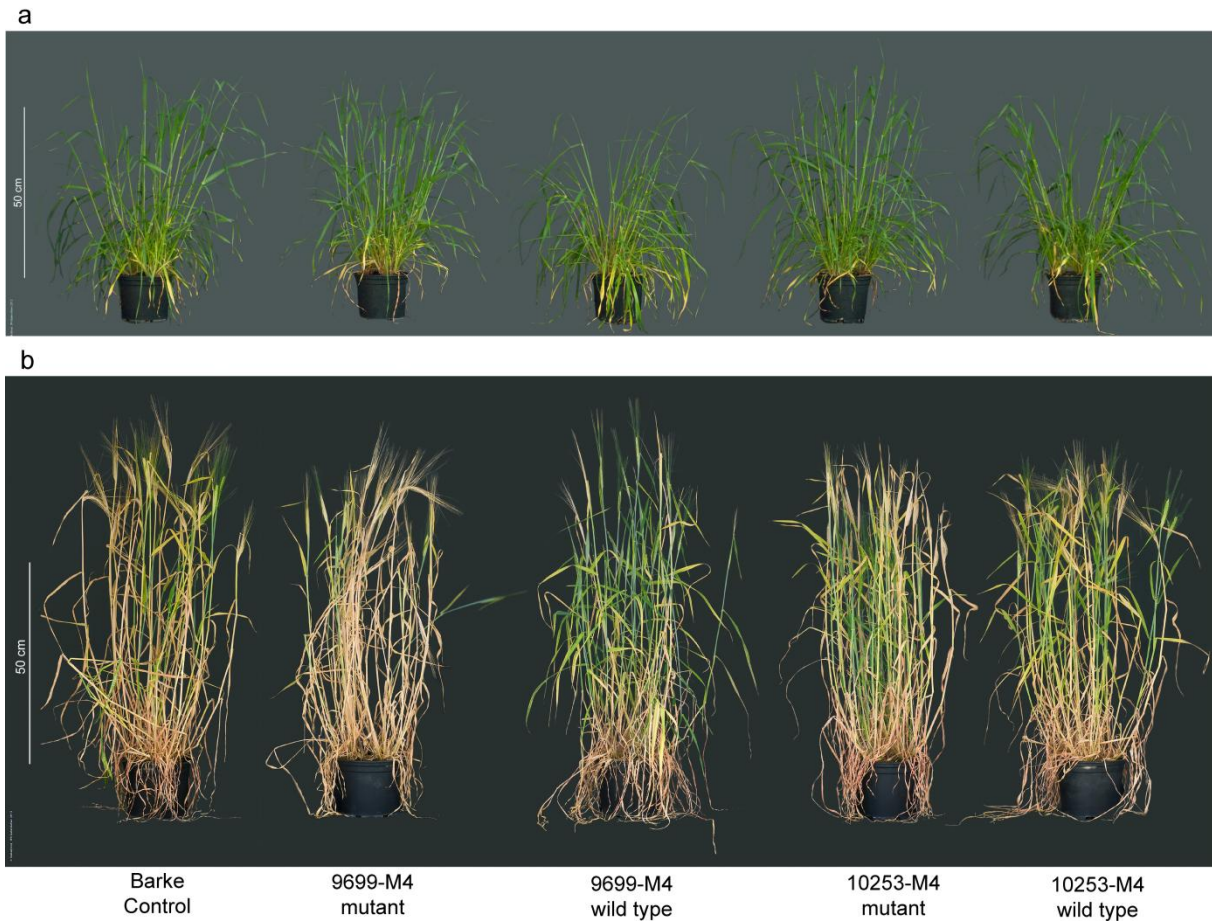 a
50 cm
b
50 cm
Barke
Control
9699-M4
mutant
9699-M4
wild type
10253-M4
mutant
10253-M4
wild type